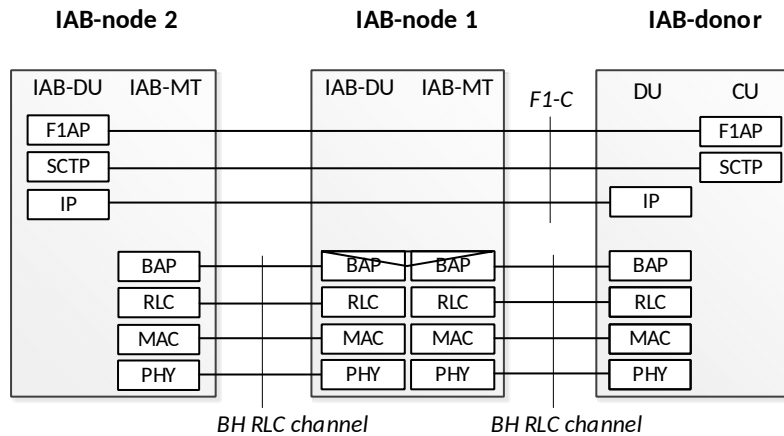 IAB-node 2 IAB-node 1 IAB-donor
IAB-DU IAB-MT IAB-DU IAB-MT F1-C DU CU
F1AP F1AP
SCTP SCTP
IP IP
BAP BAP BAP BAP
RLC RLC RLC RLC
MAC MAC MAC MAC
PHY PHY PHY PHY
BH RLC channel BH RLC channel